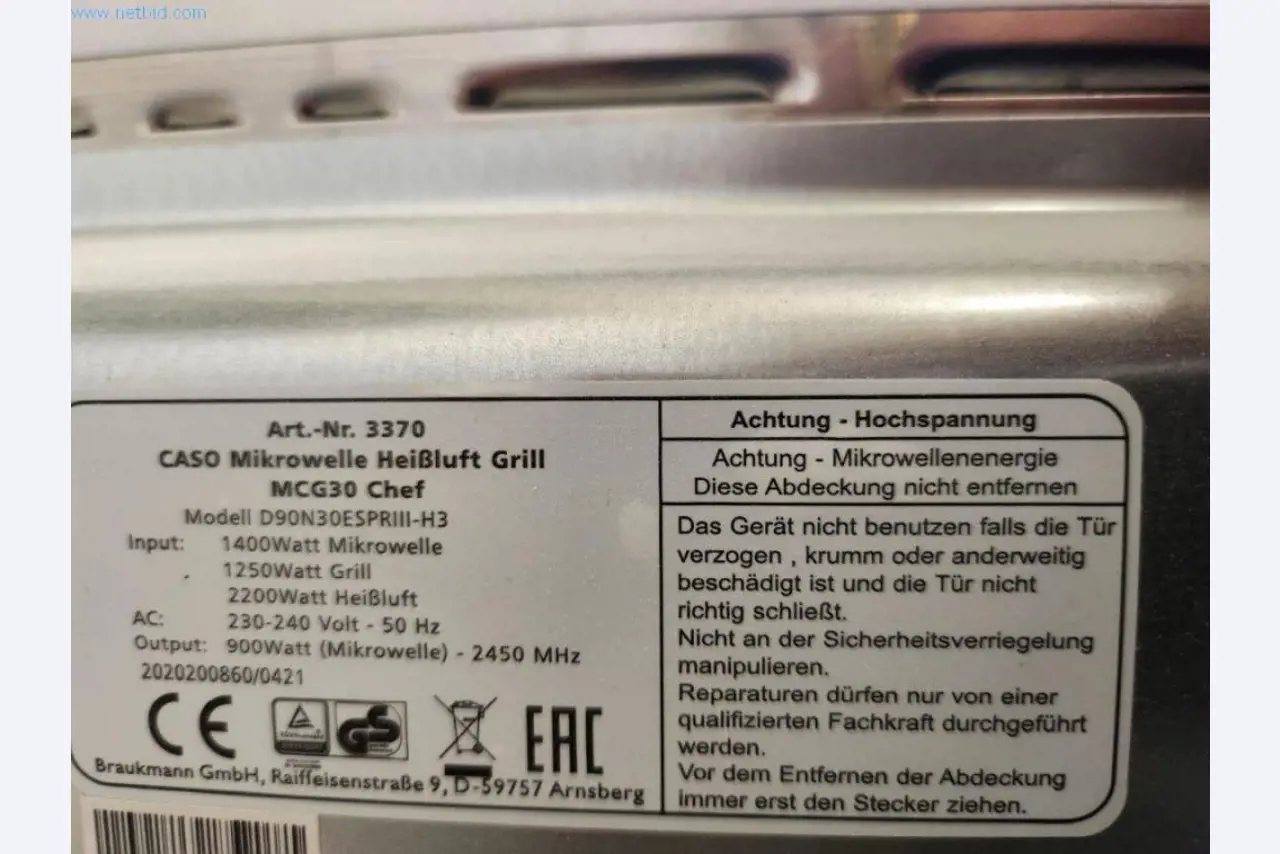 www.netbid.com
Art.-Nr. 3370
CASO Mikrowelle Heißluft Grill
MCG30 Chef
Modell D90N30ESPRIII-H3
Input: 1400Watt Mikrowelle
1250Watt Grill
2200Watt Heißluft
AC: 230-240 Volt - 50 Hz
Output: 900Watt (Mikrowelle) - 2450 MHz
2020200860/0421
CE
GS
EAC
Braukmann GmbH, Raiffeisenstraße 9, D-59757 Arnsberg
Achtung - Hochspannung
Achtung - Mikrowellenenergie
Diese Abdeckung nicht entfernen
Das Gerät nicht benutzen falls die Tür
verzogen , krumm oder anderweitig
beschädigt ist und die Tür nicht
richtig schließt.
Nicht an der Sicherheitsverriegelung
manipulieren.
Reparaturen dürfen nur von einer
qualifizierten Fachkraft durchgeführt
werden.
Vor dem Entfernen der Abdeckung
immer erst den Stecker ziehen.